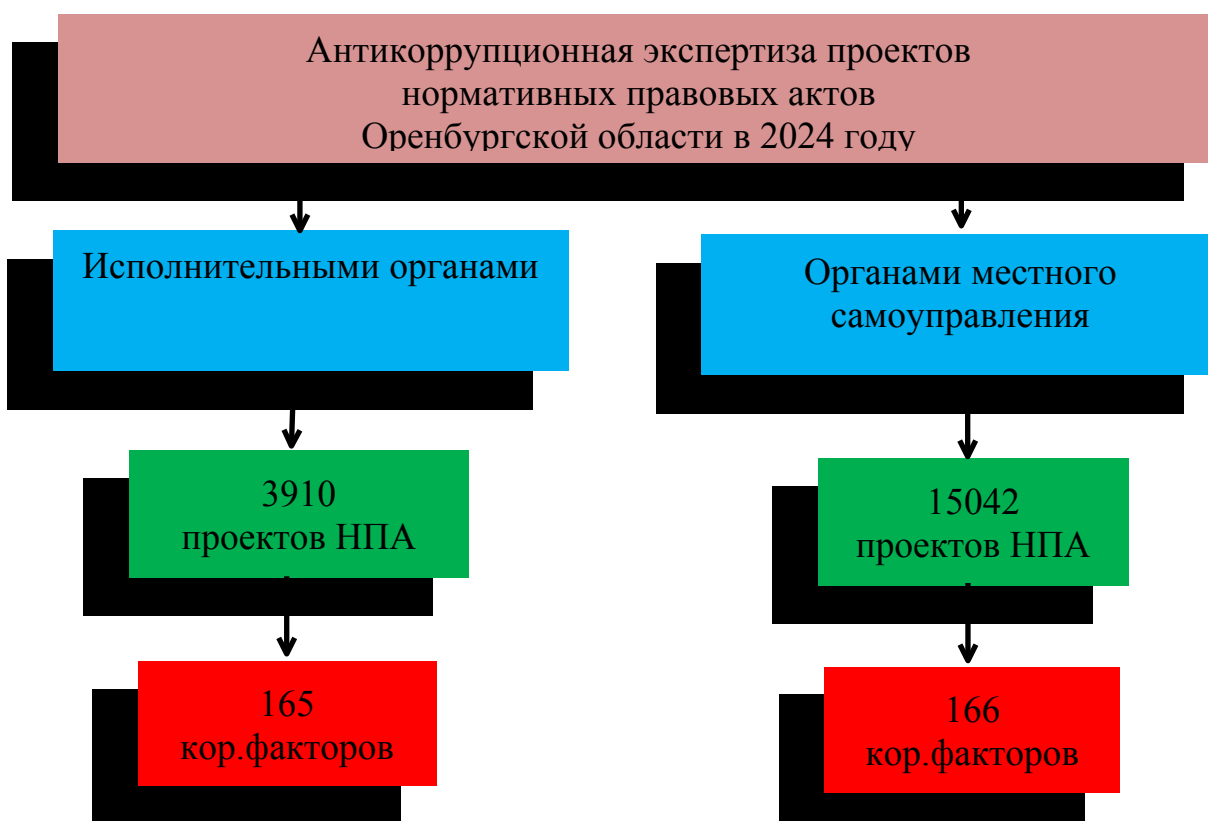 Антикоррупционная экспертиза проектов
нормативных правовых актов
Оренбургской области в 2024 году
Исполнительными органами
Органами местного
самоуправления
3910
проектов НПА
15042
проектов НПА
165
кор.факторов
166
кор.факторов